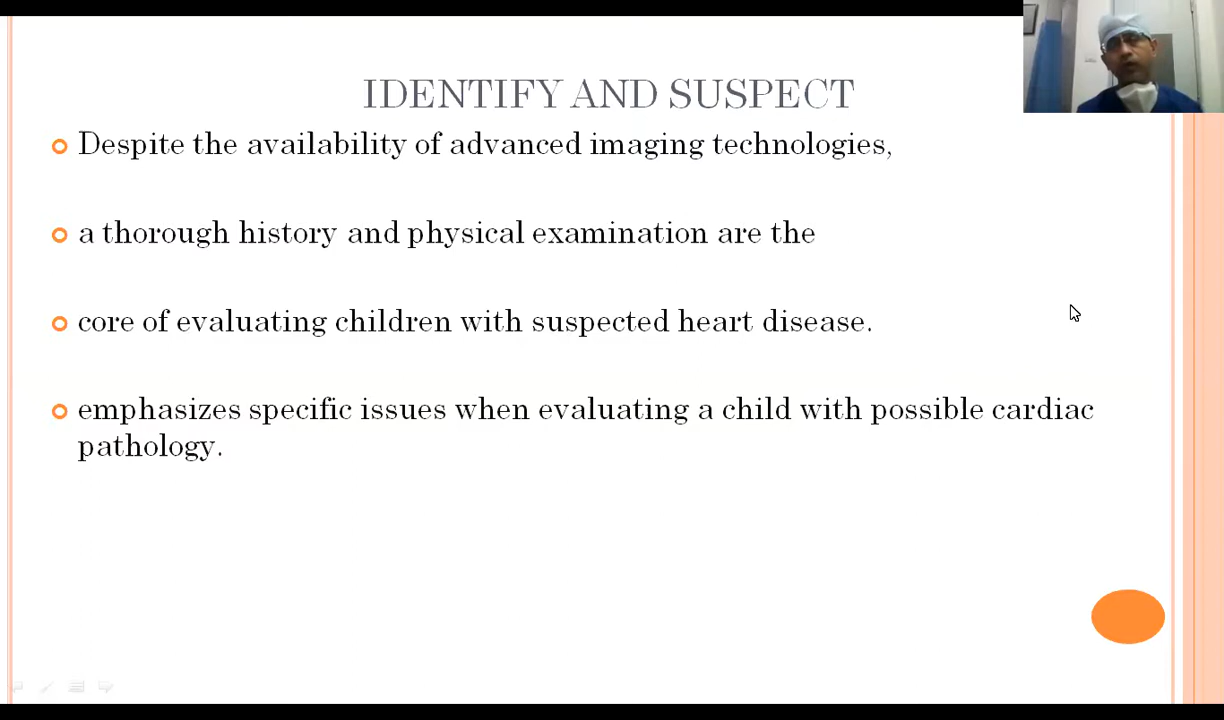 IDENTIFY AND SUSPECT
Despite the availability of advanced imaging technologies,
a thorough history and physical examination are the
core of evaluating children with suspected heart disease.
emphasizes specific issues when evaluating a child with possible cardiac
pathology.